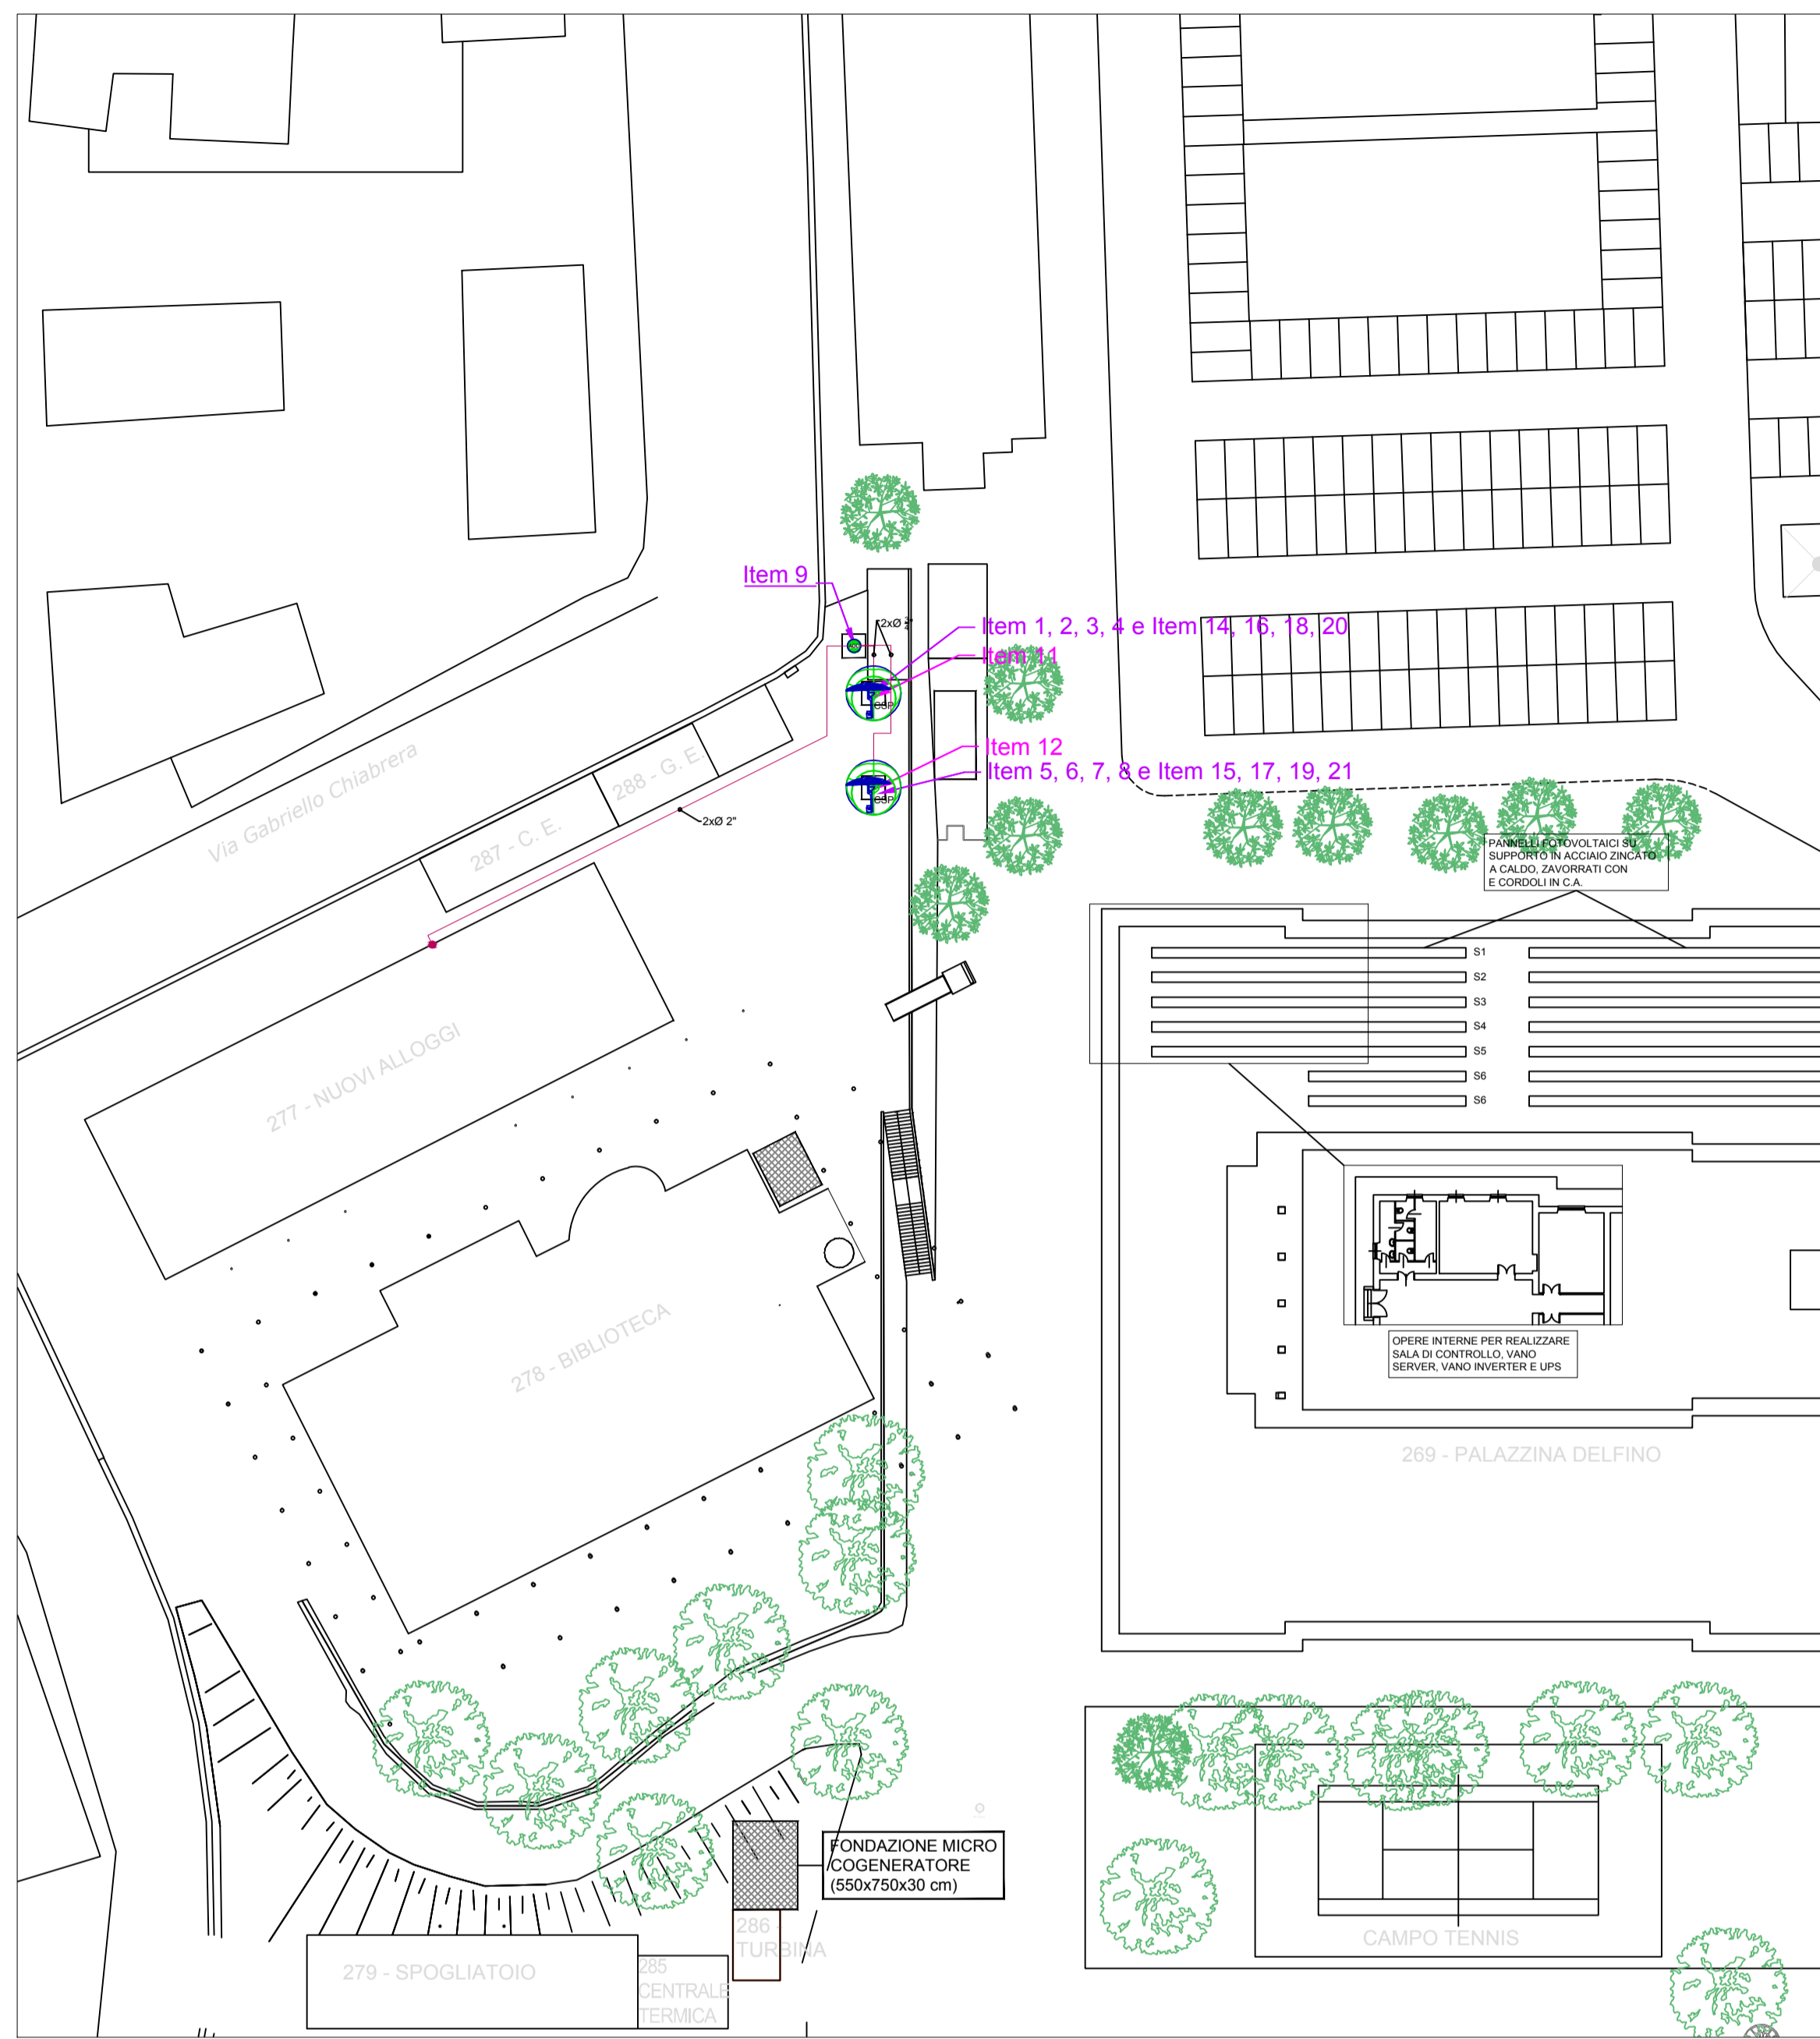 Item 9
2xØ
Item 1, 2, 3, 4 e Item 14, 16, 18, 20
Item 11
CSP
Item 12
Item 5, 6, 7, 8 e Item 15, 17, 19, 21
CSP
Via Gabriello Chiabrera
288 - G. E.
287 - C. E.
2xØ 2"
277 - NUOVI ALLOGGI
278 - BIBLIOTECA
PANNELLI FOTOVOLTAICI SU
SUPPORTO IN ACCIAIO ZINCATO
A CALDO, ZAVORRATI CON
E CORDOLI IN C.A.
S1
S2
S3
S4
S5
S6
S6
OPERE INTERNE PER REALIZZARE
SALA DI CONTROLLO, VANO
SERVER, VANO INVERTER E UPS
269 - PALAZZINA DELFINO
FONDAZIONE MICRO
COGENERATORE
(550x750x30 cm)
286 -
TURBINA
279 - SPOGLIATOIO
285
CENTRALE
TERMICA
CAMPO TENNIS